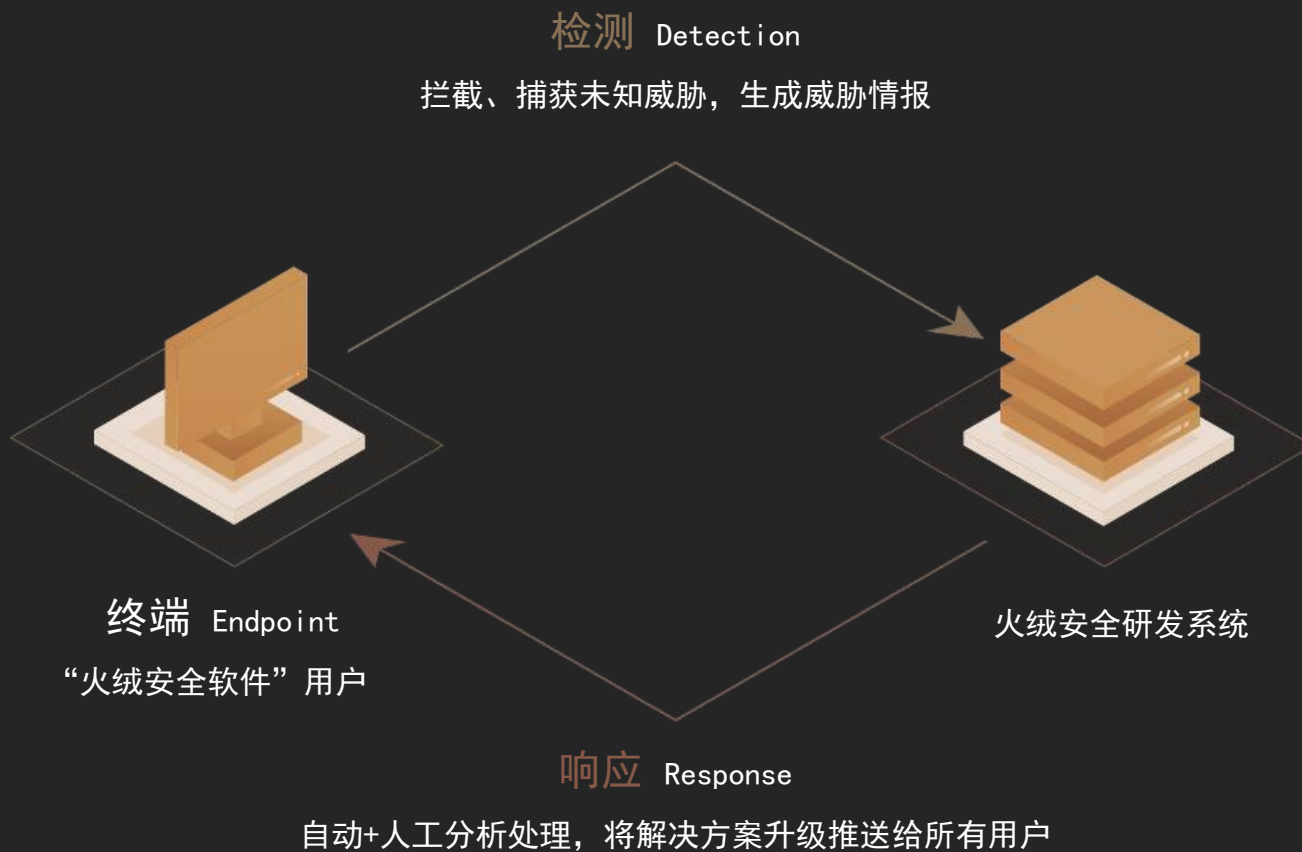 检测 Detection
拦截、捕获未知威胁，生成威胁情报
终端 Endpoint
“火绒安全软件”用户
火绒安全研发系统
响应 Response
自动+人工分析处理，将解决方案升级推送给所有用户